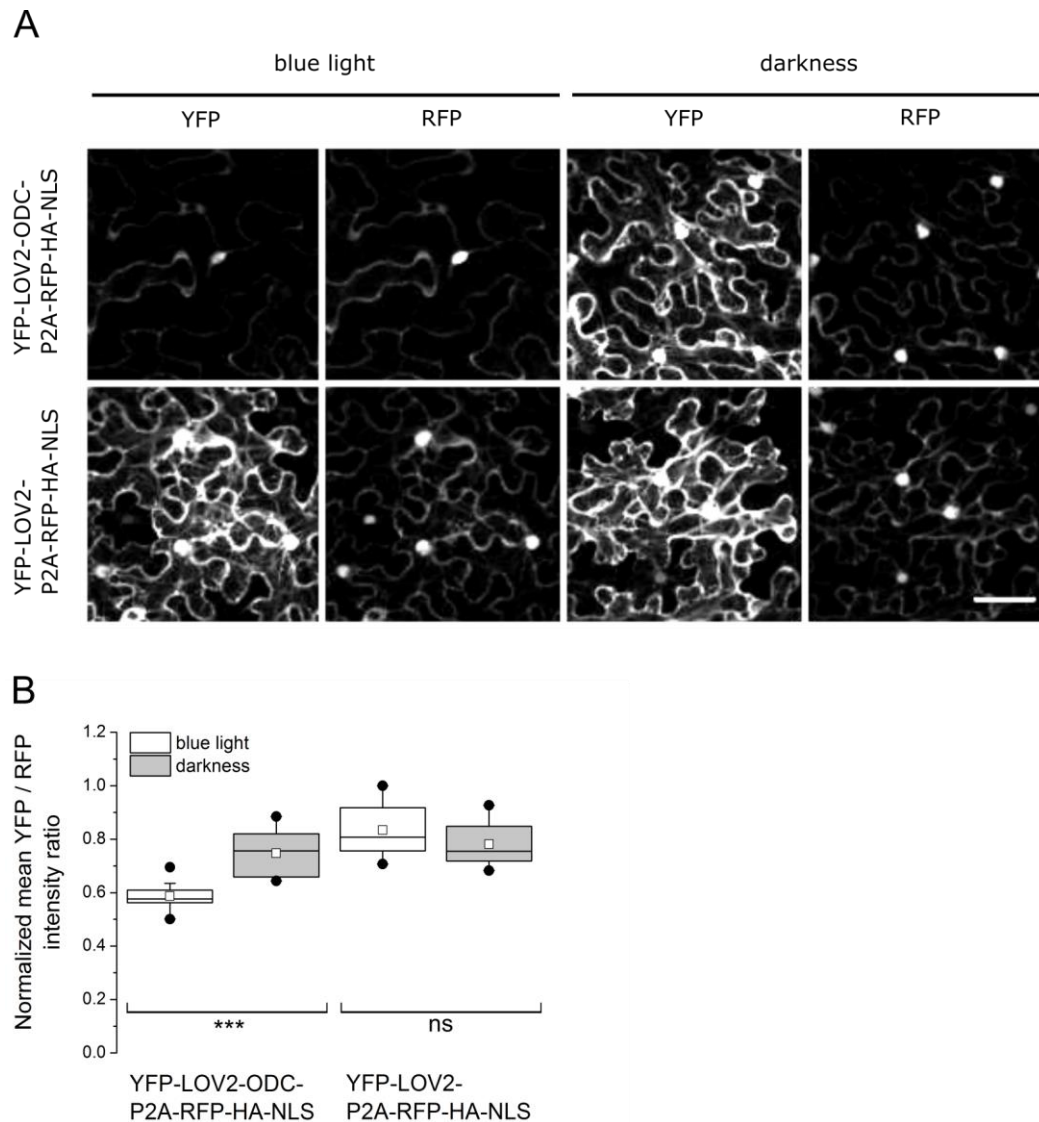 A
blue light
darkness
YFP
RFP
YFP
RFP
YFP-LOV2-ODC-
P2A-RFP-HA-NLS
YFP-LOV2-
P2A-RFP-HA-NLS
B
Normalized mean YFP / RFP
intensity ratio
1.2
1.0
0.8
0.6
0.4
0.2
0.0
blue light
darkness
***
ns
YFP-LOV2-ODC-
P2A-RFP-HA-NLS
YFP-LOV2-
P2A-RFP-HA-NLS